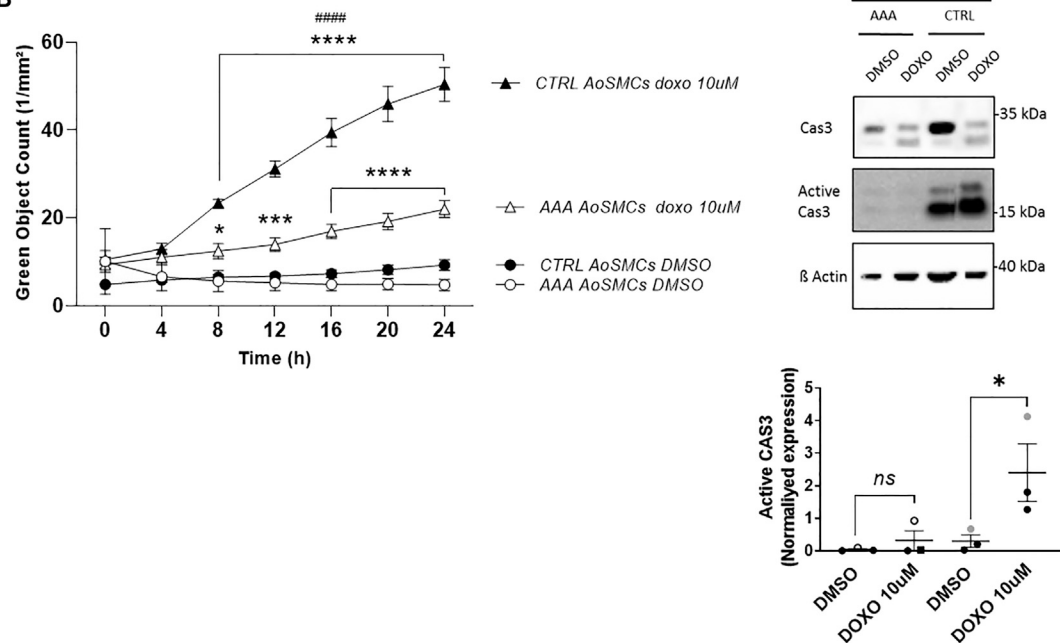 B
Green Object Count (1/mm²)
60
40
20
0
####
****
****
***
*
0 4 8 12 16 20 24
Time (h)
CTRL AoSMCs doxo 10uM
AAA AoSMCs doxo 10uM
CTRL AoSMCs DMSO
AAA AoSMCs DMSO
AAA CTRL
DMSO DOXO DMSO DOXO
Cas3
35 kDa
Active
Cas3
15 kDa
ß Actin
40 kDa
Active CAS3
(Normaliyed expression)
5
4
3
2
1
0
ns
*
DMSO DOXO 10uM DMSO DOXO 10uM